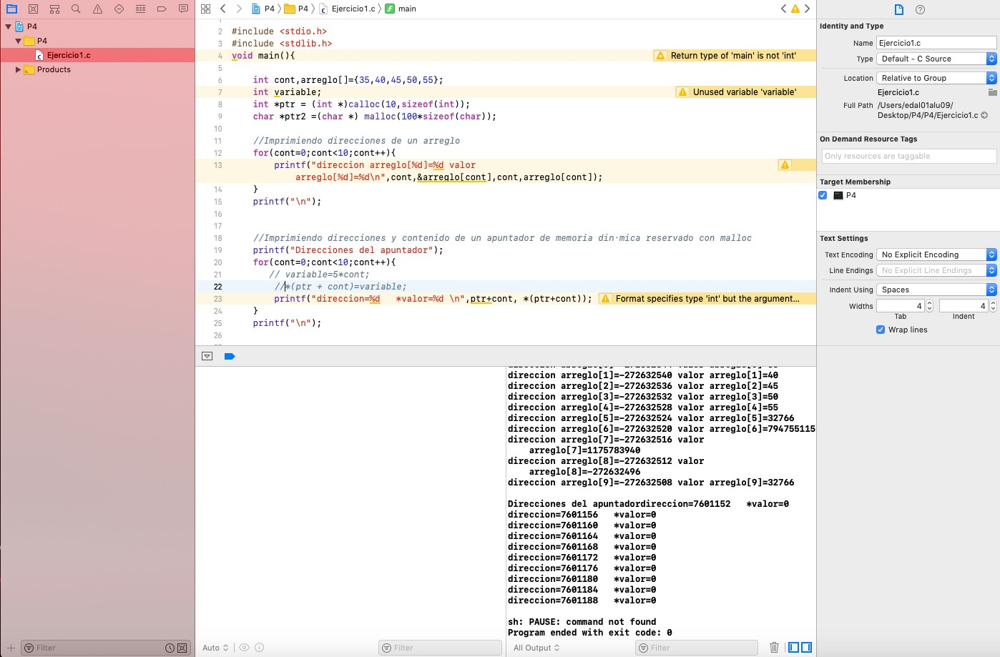 P4 P4 Ejercicio1.c main
P4
P4
Ejercicio1.c
Products
Filter
1
2 #include <stdio.h>
3 #include <stdlib.h>
4 void main(){ Return type of 'main' is not 'int'
5
6 int cont,arreglo[]={35,40,45,50,55};
7 int variable; Unused variable 'variable'
8 int *ptr = (int *)calloc(10,sizeof(int));
9 char *ptr2 =(char *) malloc(100*sizeof(char));
10
11 //Imprimiendo direcciones de un arreglo
12 for(cont=0;cont<10;cont++){
13 printf("direccion arreglo[%d]=%d valor
arreglo[%d]=%d\n",cont,&arreglo[cont],cont,arreglo[cont]);
14 }
15 printf("\n");
16
17
18 //Imprimiendo direcciones y contenido de un apuntador de memoria din·mica reservado con malloc
19 printf("Direcciones del apuntador");
20 for(cont=0;cont<10;cont++){
21 // variable=5*cont;
22 //*(ptr + cont)=variable;
23 printf("direccion=%d   *valor=%d \n",ptr+cont, *(ptr+cont)); Format specifies type 'int' but the argument...
24 }
25 printf("\n");
26
Auto
Filter
direccion arreglo[1]=-272632540 valor arreglo[1]=40
direccion arreglo[2]=-272632536 valor arreglo[2]=45
direccion arreglo[3]=-272632532 valor arreglo[3]=50
direccion arreglo[4]=-272632528 valor arreglo[4]=55
direccion arreglo[5]=-272632524 valor arreglo[5]=32766
direccion arreglo[6]=-272632520 valor arreglo[6]=794755115
direccion arreglo[7]=-272632516 valor
arreglo[7]=1175783940
direccion arreglo[8]=-272632512 valor
arreglo[8]=-272632496
direccion arreglo[9]=-272632508 valor arreglo[9]=32766
Direcciones del apuntadordireccion=7601152   *valor=0
direccion=7601156   *valor=0
direccion=7601160   *valor=0
direccion=7601164   *valor=0
direccion=7601168   *valor=0
direccion=7601172   *valor=0
direccion=7601176   *valor=0
direccion=7601180   *valor=0
direccion=7601184   *valor=0
direccion=7601188   *valor=0
sh: PAUSE: command not found
Program ended with exit code: 0
All Output
Filter
Identity and Type
Name Ejercicio1.c
Type Default - C Source
Location Relative to Group
Ejercicio1.c
Full Path /Users/edal01alu09/
Desktop/P4/P4/Ejercicio1.c
On Demand Resource Tags
Only resources are taggable
Target Membership
P4
Text Settings
Text Encoding No Explicit Encoding
Line Endings No Explicit Line Endings
Indent Using Spaces
Widths 4 4
Tab Indent
Wrap lines